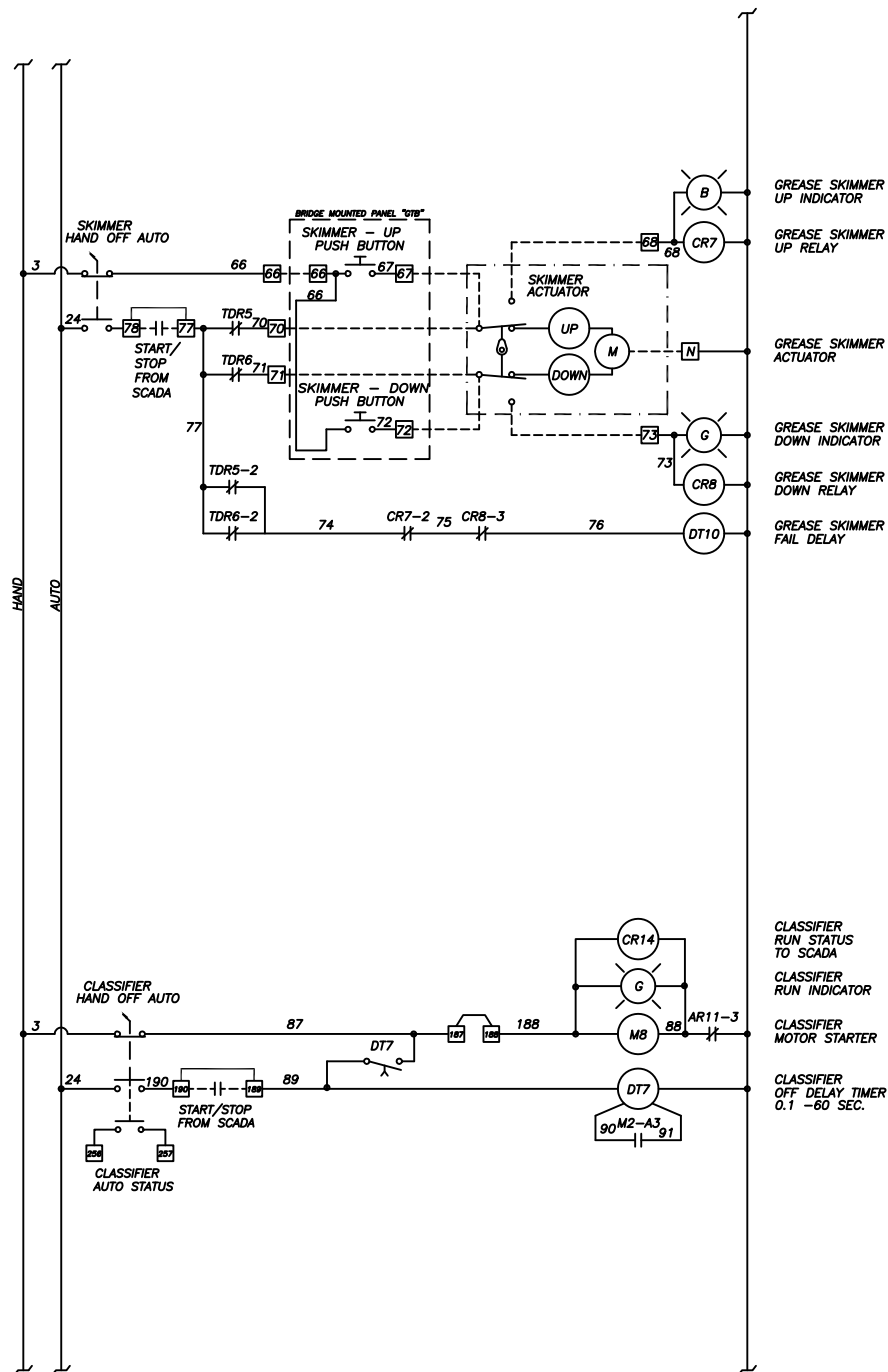 B
GREASE SKIMMER
UP INDICATOR
SKIMMER
HAND OFF AUTO
BRIDGE MOUNTED PANEL "GTB"
SKIMMER - UP
PUSH BUTTON
68
68
CR7
GREASE SKIMMER
UP RELAY
3
66
66
66
67
67
66
SKIMMER
ACTUATOR
24
78
77
TDR5
70
70
UP
START/
STOP
FROM
SCADA
M
N
GREASE SKIMMER
ACTUATOR
TDR6
71
71
DOWN
SKIMMER - DOWN
PUSH BUTTON
77
72
72
73
G
73
GREASE SKIMMER
DOWN INDICATOR
TDR5-2
CR8
GREASE SKIMMER
DOWN RELAY
TDR6-2
74
CR7-2
75
CR8-3
76
DT10
GREASE SKIMMER
FAIL DELAY
HAND
AUTO
CR14
CLASSIFIER
RUN STATUS
TO SCADA
CLASSIFIER
HAND OFF AUTO
G
CLASSIFIER
RUN INDICATOR
3
87
187
188
188
M8
88
AR11-3
CLASSIFIER
MOTOR STARTER
DT7
24
190
190
189
89
DT7
CLASSIFIER
OFF DELAY TIMER
0.1 -60 SEC.
START/STOP
FROM SCADA
90
M2-A3
91
256
257
CLASSIFIER
AUTO STATUS